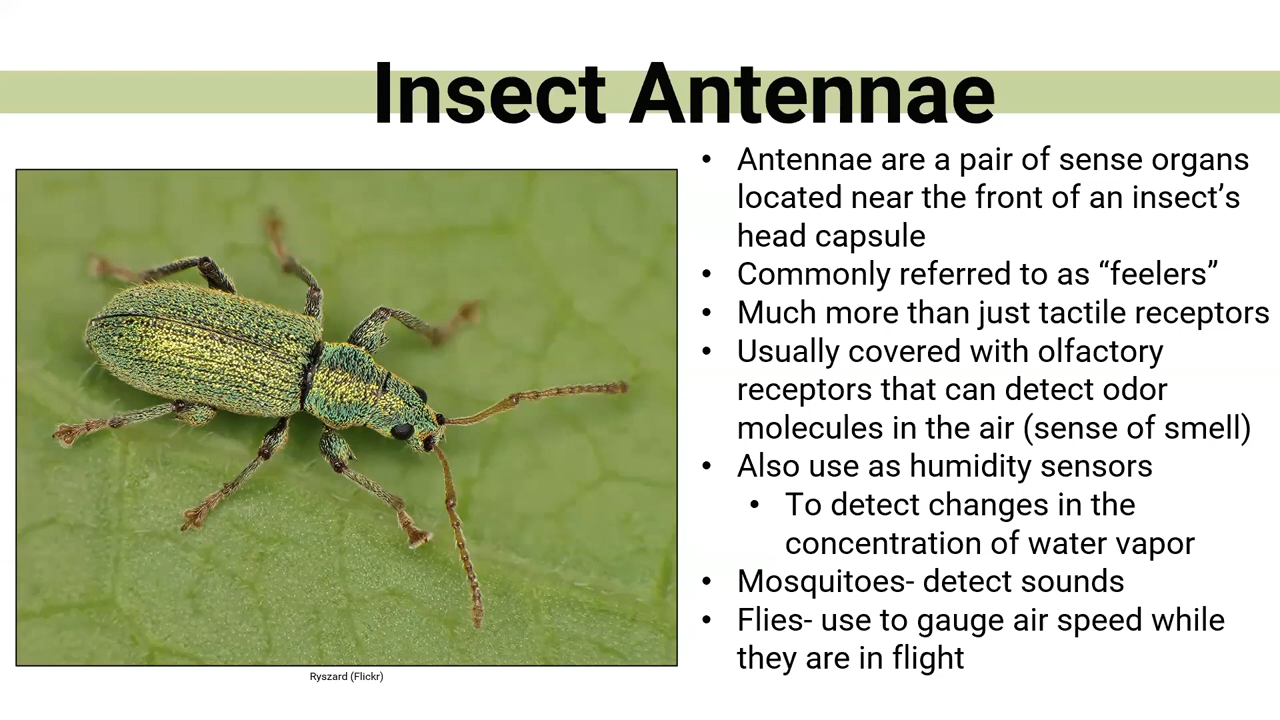 Insect Antennae
• Antennae are a pair of sense organs
located near the front of an insect’s
head capsule
• Commonly referred to as “feelers”
• Much more than just tactile receptors
• Usually covered with olfactory
receptors that can detect odor
molecules in the air (sense of smell)
• Also use as humidity sensors
• To detect changes in the
concentration of water vapor
• Mosquitoes- detect sounds
• Flies- use to gauge air speed while
they are in flight
Ryszard (Flickr)